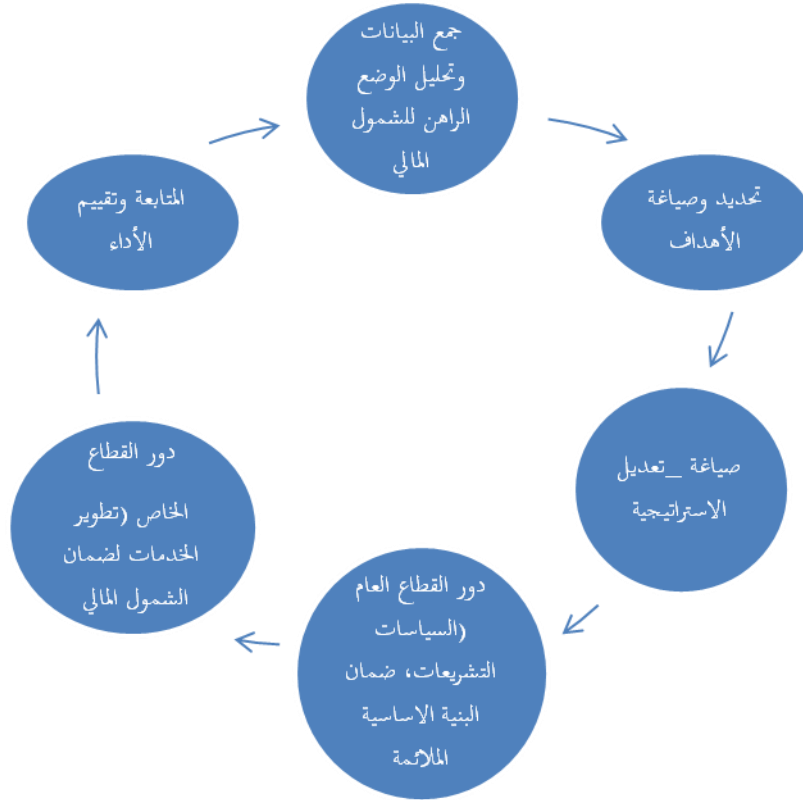 جمع البيانات
وتحليل الوضع
الراهن للشمول
المالي
تحديد وصياغة
الأهداف
صياغة _تعديل
الاستراتيجية
دور القطاع العام
(السياسات
التشريعات، ضمان
البنية الاساسية
الملائمة
دور القطاع
الخاص (تطوير
الخدمات لضمان
الشمول المالي
المتابعة وتقييم
الأداء